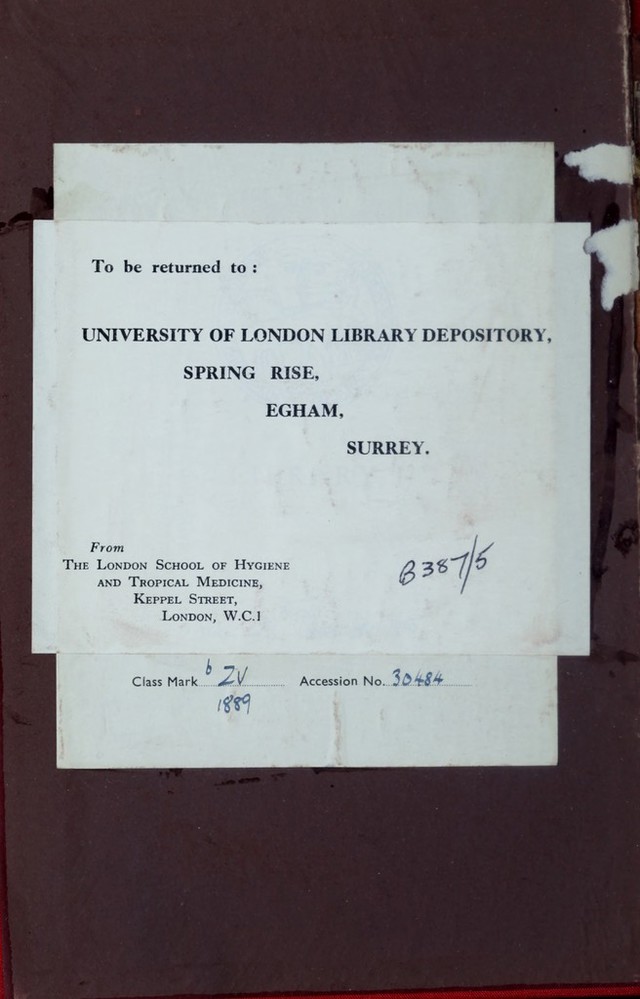 To be returned to :
UNIVERSITY OF LONDON LIBRARY DEPOSITORY,
SPRING RISE,
EGHAM,
SURREY.
From
THE LONDON SCHOOL OF HYGIENE
AND TROPICAL MEDICINE,
KEPPEL STREET,
LONDON, W.C.1
B387/5
Class Mark b ZV Accession No. 30484
1889